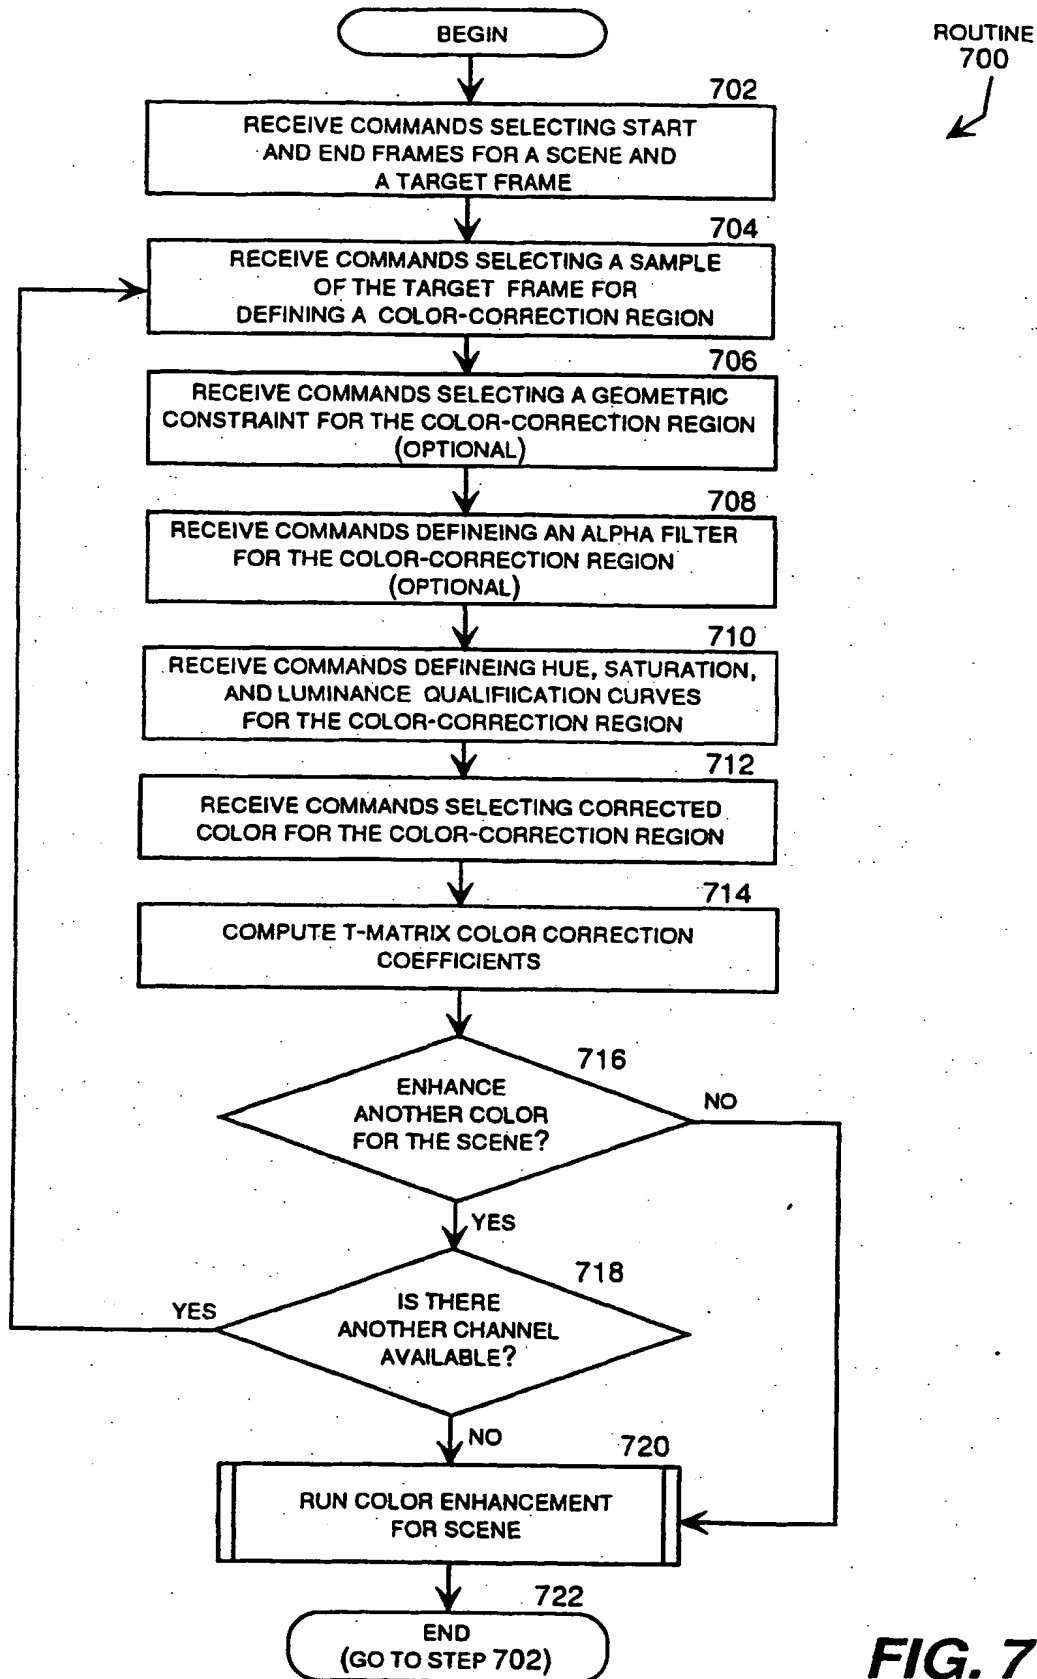 BEGIN
ROUTINE
700
702
RECEIVE COMMANDS SELECTING START
AND END FRAMES FOR A SCENE AND
A TARGET FRAME
704
RECEIVE COMMANDS SELECTING A SAMPLE
OF THE TARGET FRAME FOR
DEFINING A COLOR-CORRECTION REGION
706
RECEIVE COMMANDS SELECTING A GEOMETRIC
CONSTRAINT FOR THE COLOR-CORRECTION REGION
(OPTIONAL)
708
RECEIVE COMMANDS DEFINEING AN ALPHA FILTER
FOR THE COLOR-CORRECTION REGION
(OPTIONAL)
710
RECEIVE COMMANDS DEFINEING HUE, SATURATION,
AND LUMINANCE QUALIFIICATION CURVES
FOR THE COLOR-CORRECTION REGION
712
RECEIVE COMMANDS SELECTING CORRECTED
COLOR FOR THE COLOR-CORRECTION REGION
714
COMPUTE T-MATRIX COLOR CORRECTION
COEFFICIENTS
716
ENHANCE
ANOTHER COLOR
FOR THE SCENE?
NO
YES
718
IS THERE
ANOTHER CHANNEL
AVAILABLE?
YES
NO
720
RUN COLOR ENHANCEMENT
FOR SCENE
722
END
(GO TO STEP 702)
FIG. 7